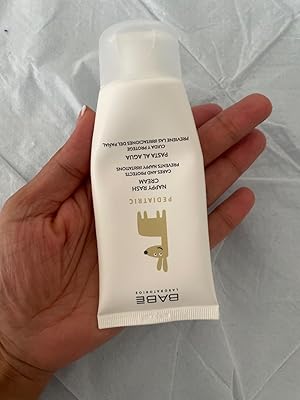 BABÉ
LABORATORIOS
PEDIATRIC
NAPPY RASH
CREAM
CARES AND PROTECTS
PREVENTS NAPPY IRRITATIONS
PASTA AL AGUA
CUIDA Y PROTEGE
PREVIENE LAS IRRITACIONES DEL PAÑAL